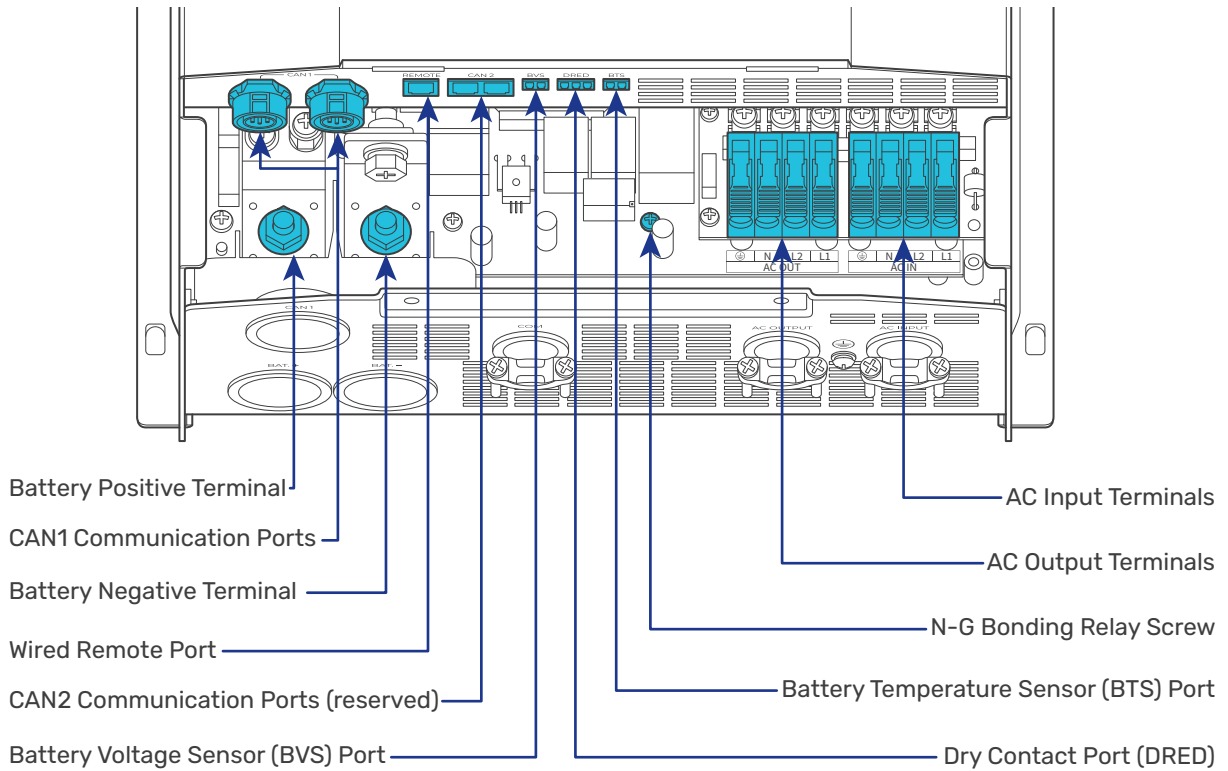 CAN 1
REMOTE
CAN 2
BVS
DRED
BTS
N L2 L1
AC OUT
N L2 L1
AC IN
CAN 1
COM
AC OUTPUT
AC INPUT
BAT. +
BAT. −
Battery Positive Terminal
CAN1 Communication Ports
Battery Negative Terminal
Wired Remote Port
CAN2 Communication Ports (reserved)
Battery Voltage Sensor (BVS) Port
AC Input Terminals
AC Output Terminals
N-G Bonding Relay Screw
Battery Temperature Sensor (BTS) Port
Dry Contact Port (DRED)